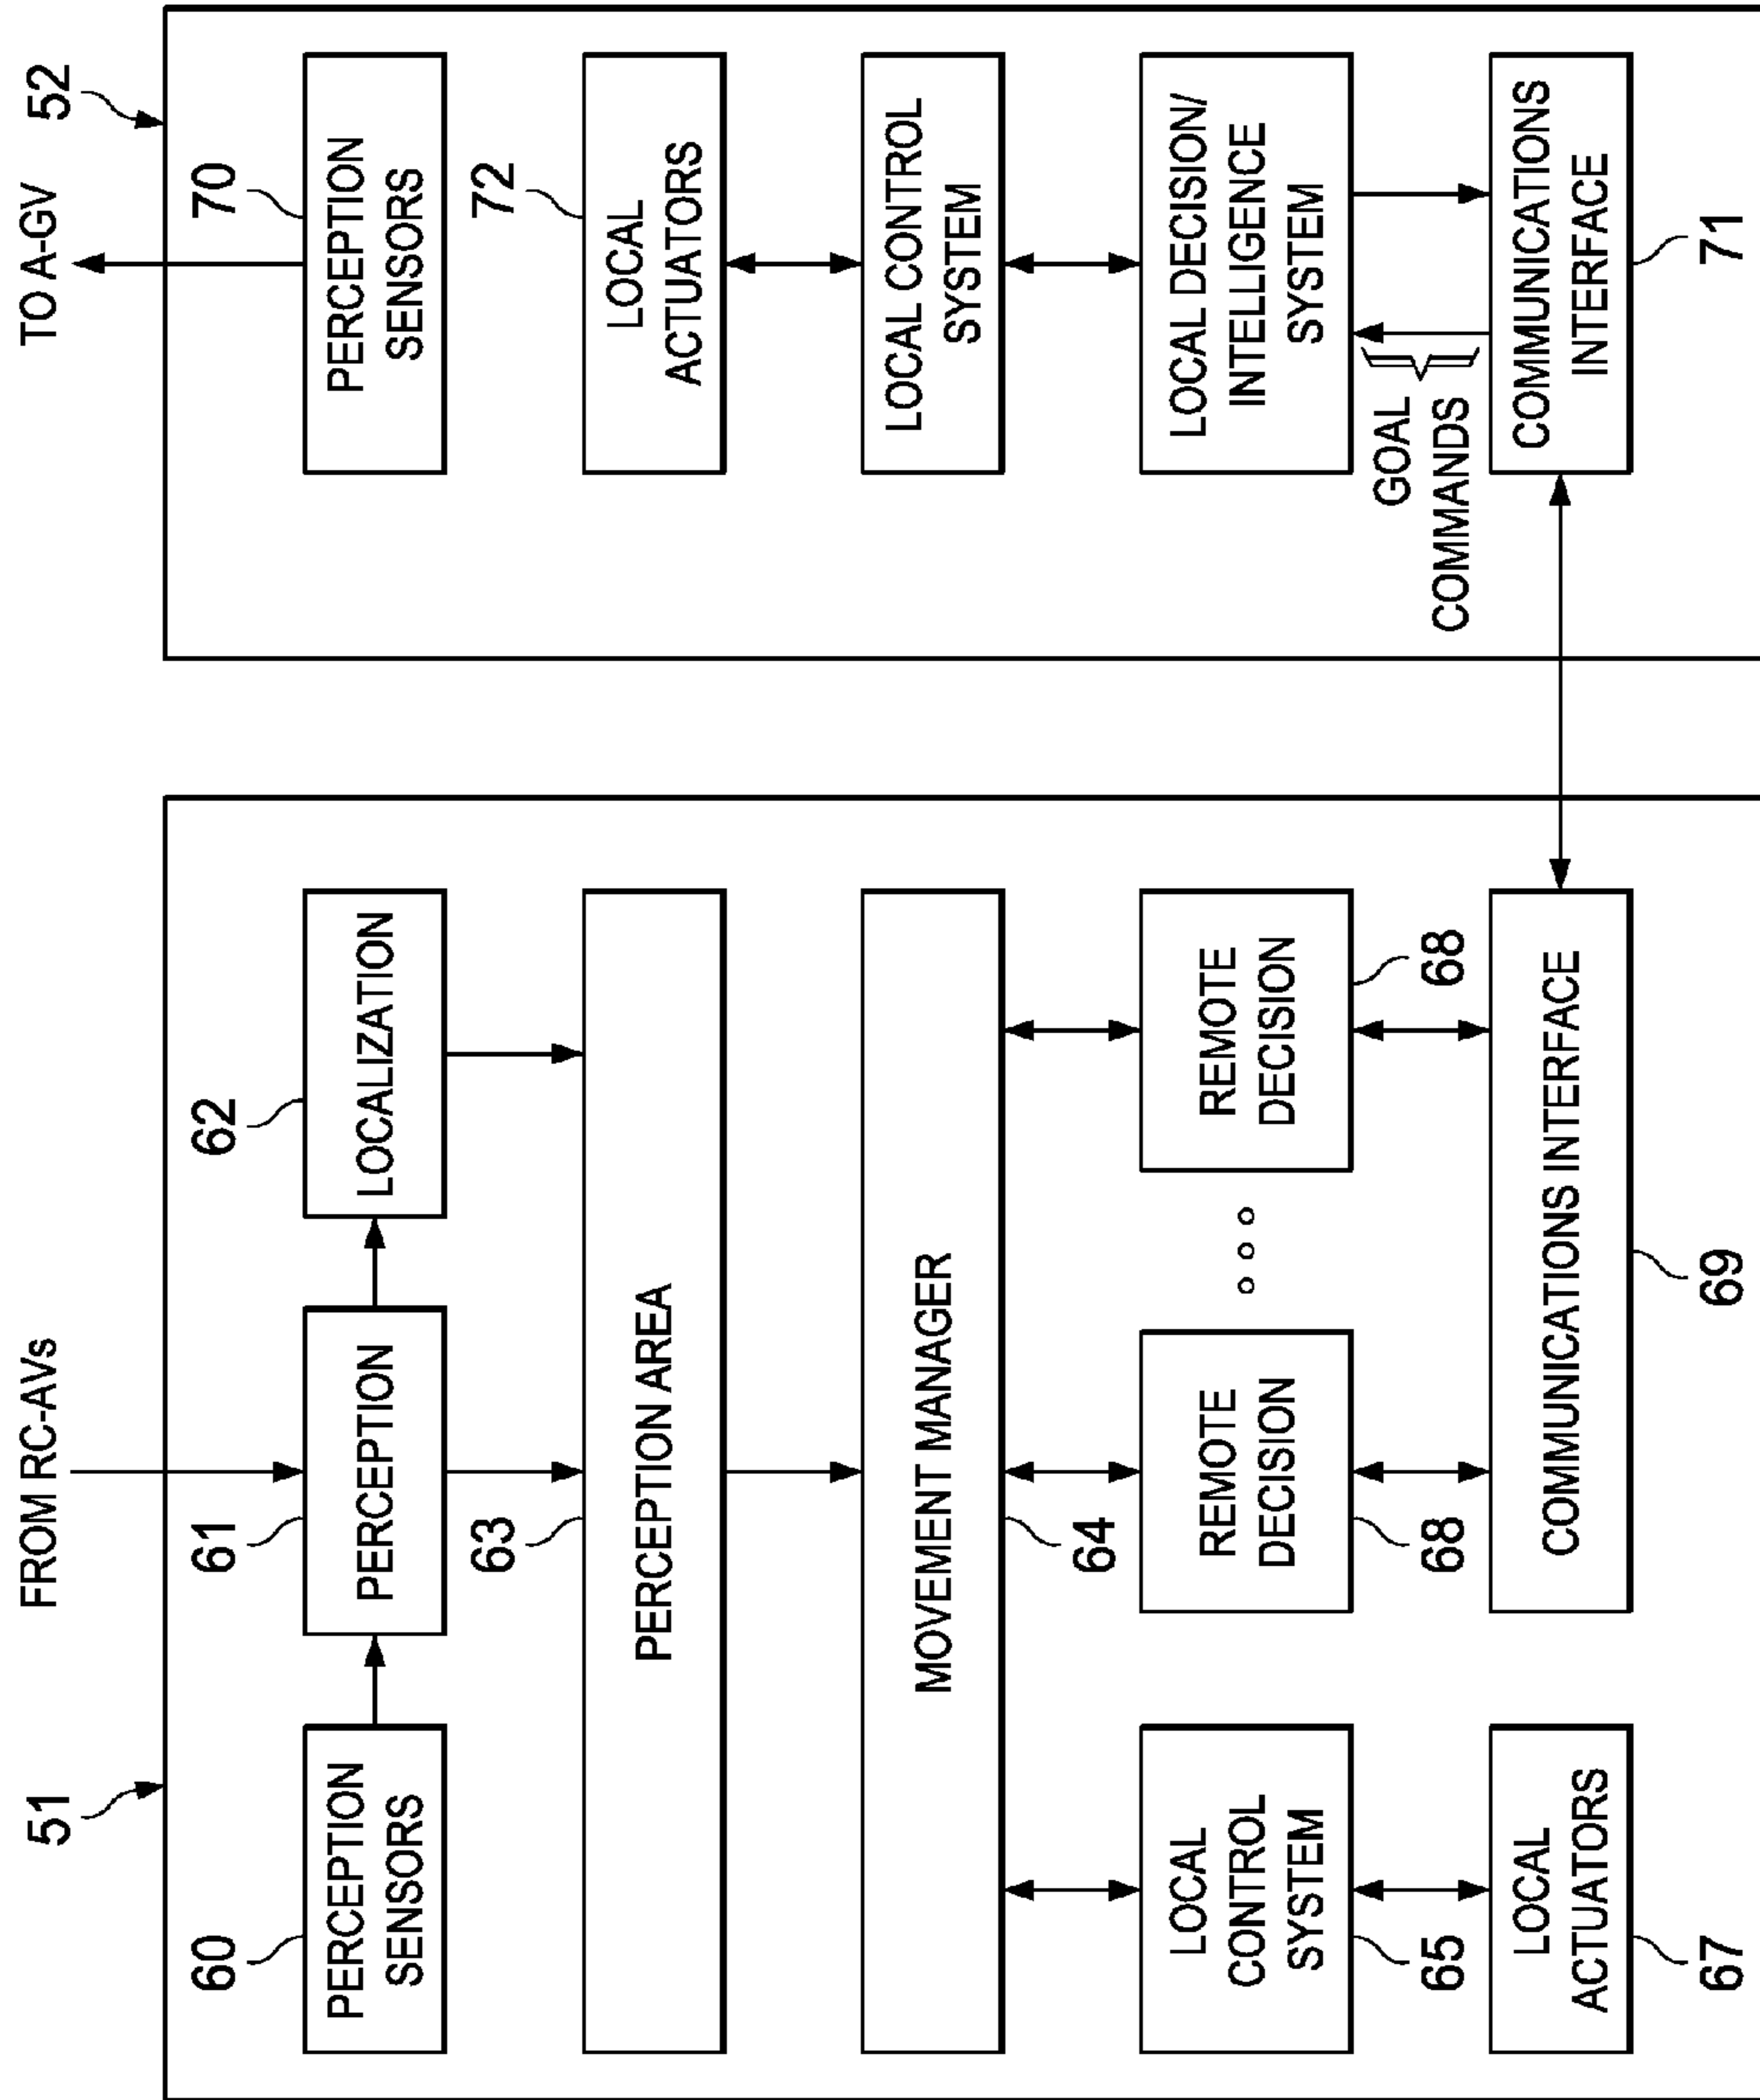 51
FROM RC-AVs
TO A-GV
52
60
61
62
70
PERCEPTION
SENSORS
PERCEPTION
LOCALIZATION
PERCEPTION
SENSORS
63
72
PERCEPTION AREA
LOCAL
ACTUATORS
MOVEMENT MANAGER
LOCAL CONTROL
SYSTEM
64
LOCAL
CONTROL
SYSTEM
REMOTE
DECISION
REMOTE
DECISION
LOCAL DECISION/
INTELLIGENCE
SYSTEM
65
68
68
GOAL
COMMANDS
LOCAL
ACTUATORS
COMMUNICATIONS INTERFACE
COMMUNICATIONS
INTERFACE
67
69
71